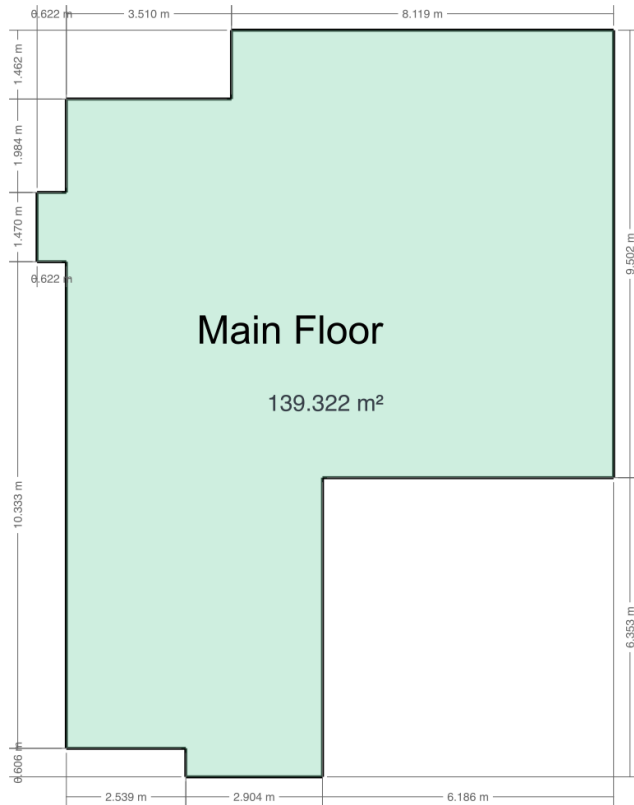 0.622 m
3.510 m
8.119 m
1.462 m
1.984 m
1.470 m
0.622 m
9.502 m
Main Floor
139.322 m²
10.333 m
6.353 m
0.606 m
2.539 m
2.904 m
6.186 m